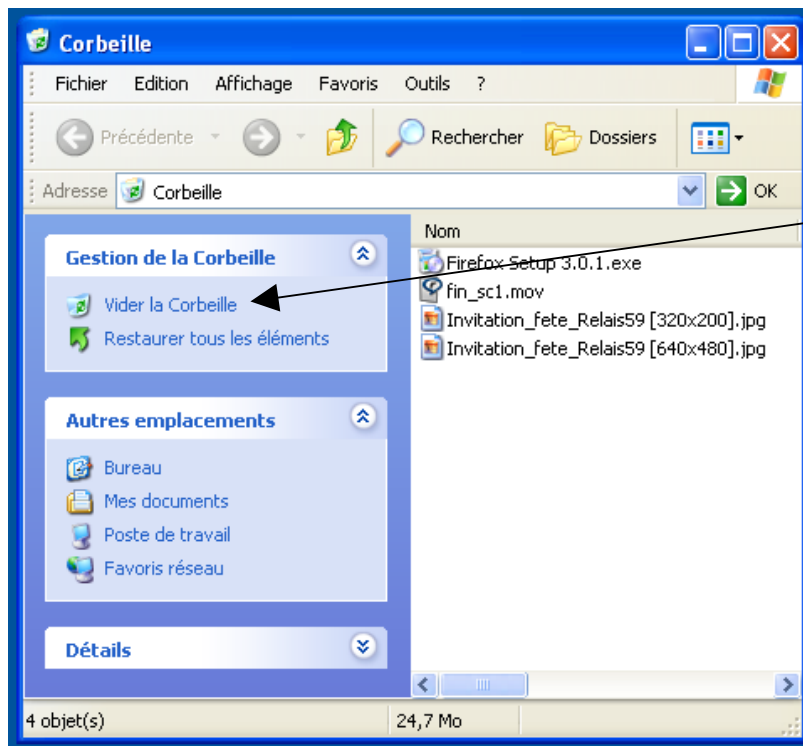 Corbeille
Fichier Edition Affichage Favoris Outils ?
Précédente Rechercher Dossiers
Adresse Corbeille OK
Gestion de la Corbeille
Vider la Corbeille
Restaurer tous les éléments
Autres emplacements
Bureau
Mes documents
Poste de travail
Favoris réseau
Détails
Nom
Firefox Setup 3.0.1.exe
fin_sc1.mov
Invitation_fete_Relais59 [320x200].jpg
Invitation_fete_Relais59 [640x480].jpg
4 objet(s) 24,7 Mo